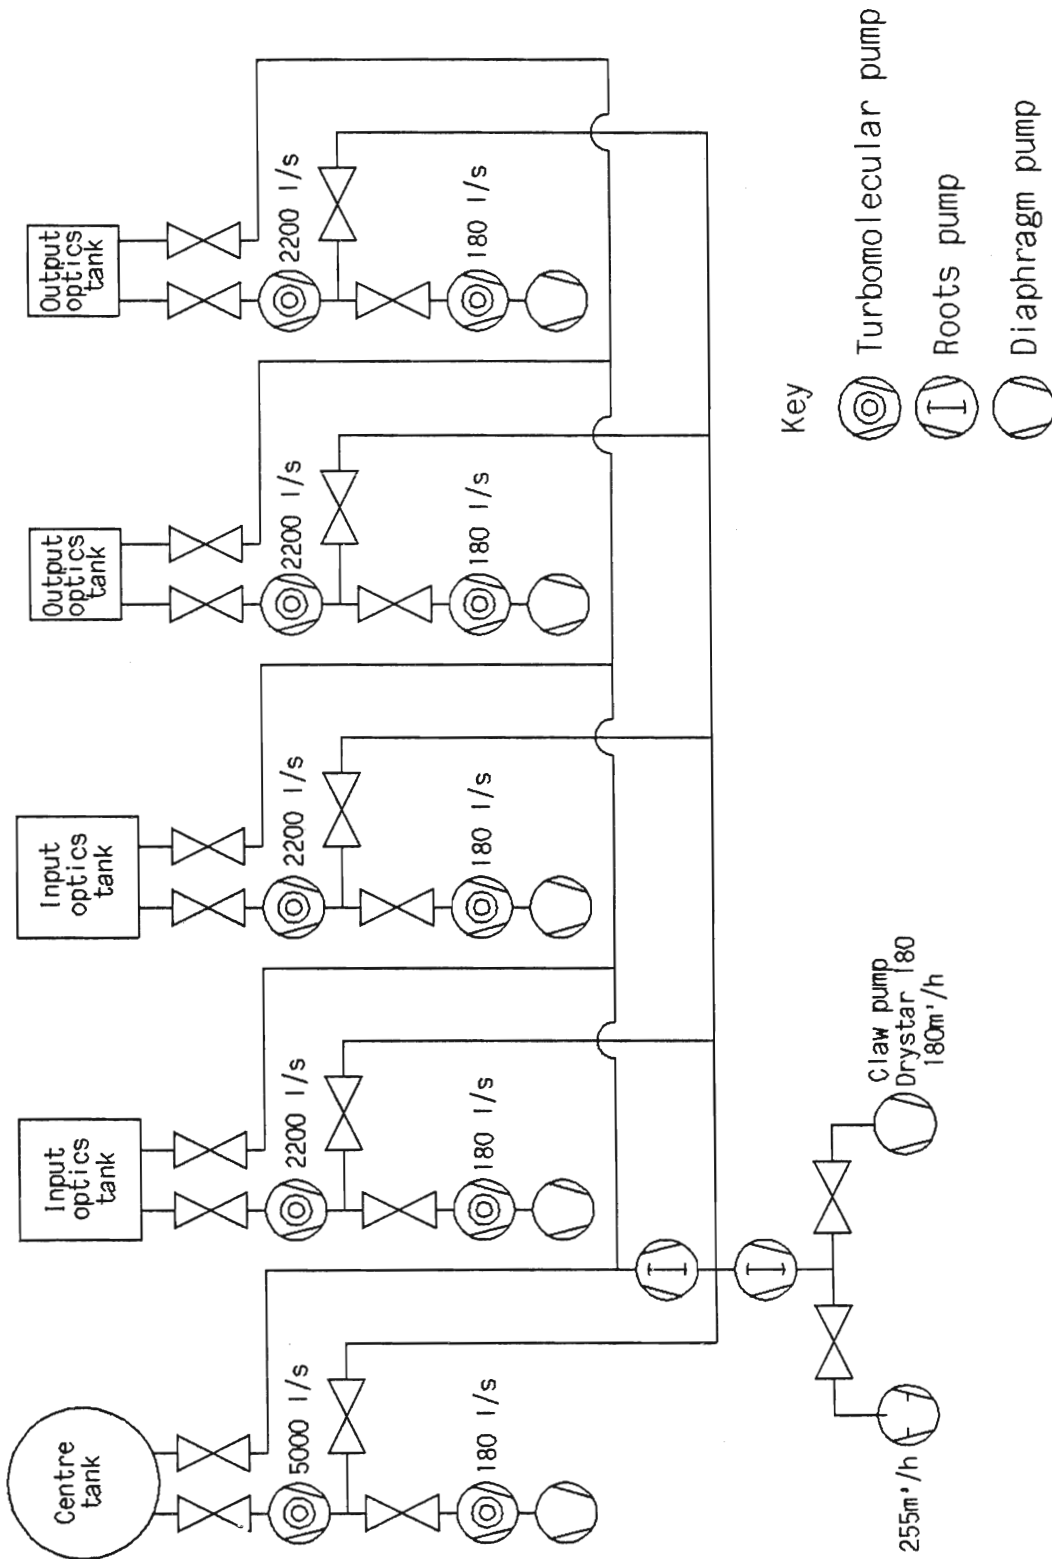 Centre
tank
Input
optics
tank
Input
optics
tank
Output
optics
tank
Output
optics
tank
5000 l/s
2200 l/s
2200 l/s
2200 l/s
2200 l/s
180 l/s
180 l/s
180 l/s
180 l/s
180 l/s
255m³/h
Claw pump
Drystar 180
180m³/h
Key
Turbomolecular pump
Roots pump
Diaphragm pump